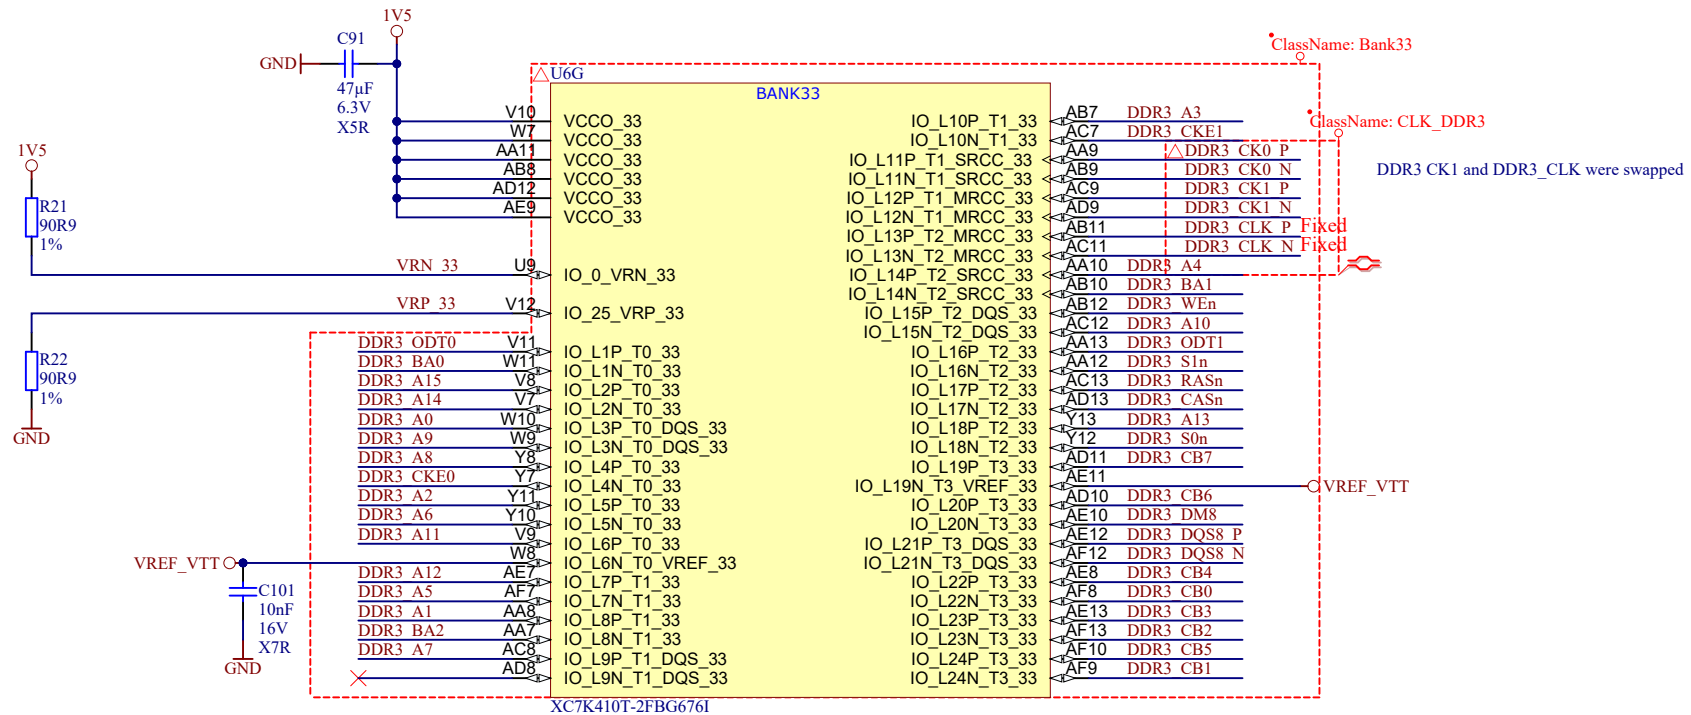 1V5
C91
GND
47µF
6.3V
X5R
ClassName: Bank33
U6G
BANK33
V10 VCCO_33
W7 VCCO_33
AA11 VCCO_33
AB8 VCCO_33
AD12 VCCO_33
AE9 VCCO_33
1V5
R21
90R9
1%
VRN_33 U9 IO_0_VRN_33
VRP_33 V12 IO_25_VRP_33
R22
90R9
1%
GND
DDR3_ODT0 V11 IO_L1P_T0_33
DDR3_BA0 W11 IO_L1N_T0_33
DDR3_A15 V8 IO_L2P_T0_33
DDR3_A14 V7 IO_L2N_T0_33
DDR3_A0 W10 IO_L3P_T0_DQS_33
DDR3_A9 W9 IO_L3N_T0_DQS_33
DDR3_A8 Y8 IO_L4P_T0_33
DDR3_CKE0 Y7 IO_L4N_T0_33
DDR3_A2 Y11 IO_L5P_T0_33
DDR3_A6 Y10 IO_L5N_T0_33
DDR3_A11 V9 IO_L6P_T0_33
VREF_VTT W8 IO_L6N_T0_VREF_33
C101
10nF
16V
X7R
GND
DDR3_A12 AE7 IO_L7P_T1_33
DDR3_A5 AF7 IO_L7N_T1_33
DDR3_A1 AA8 IO_L8P_T1_33
DDR3_BA2 AA7 IO_L8N_T1_33
DDR3_A7 AC8 IO_L9P_T1_DQS_33
AD8 IO_L9N_T1_DQS_33
IO_L10P_T1_33 AB7 DDR3_A3
IO_L10N_T1_33 AC7 DDR3_CKE1
ClassName: CLK_DDR3
IO_L11P_T1_SRCC_33 AA9 DDR3_CK0_P
IO_L11N_T1_SRCC_33 AB9 DDR3_CK0_N
DDR3 CK1 and DDR3_CLK were swapped
IO_L12P_T1_MRCC_33 AC9 DDR3_CK1_P
IO_L12N_T1_MRCC_33 AD9 DDR3_CK1_N
IO_L13P_T2_MRCC_33 AB11 DDR3_CLK_P Fixed
IO_L13N_T2_MRCC_33 AC11 DDR3_CLK_N Fixed
IO_L14P_T2_SRCC_33 AA10 DDR3_A4
IO_L14N_T2_SRCC_33 AB10 DDR3_BA1
IO_L15P_T2_DQS_33 AB12 DDR3_WEn
IO_L15N_T2_DQS_33 AC12 DDR3_A10
IO_L16P_T2_33 AA13 DDR3_ODT1
IO_L16N_T2_33 AA12 DDR3_S1n
IO_L17P_T2_33 AC13 DDR3_RASn
IO_L17N_T2_33 AD13 DDR3_CASn
IO_L18P_T2_33 Y13 DDR3_A13
IO_L18N_T2_33 Y12 DDR3_S0n
IO_L19P_T3_33 AD11 DDR3_CB7
IO_L19N_T3_VREF_33 AE11 VREF_VTT
IO_L20P_T3_33 AD10 DDR3_CB6
IO_L20N_T3_33 AE10 DDR3_DM8
IO_L21P_T3_DQS_33 AE12 DDR3_DQS8_P
IO_L21N_T3_DQS_33 AF12 DDR3_DQS8_N
IO_L22P_T3_33 AE8 DDR3_CB4
IO_L22N_T3_33 AF8 DDR3_CB0
IO_L23P_T3_33 AE13 DDR3_CB3
IO_L23N_T3_33 AF13 DDR3_CB2
IO_L24P_T3_33 AF10 DDR3_CB5
IO_L24N_T3_33 AF9 DDR3_CB1
XC7K410T-2FBG676I